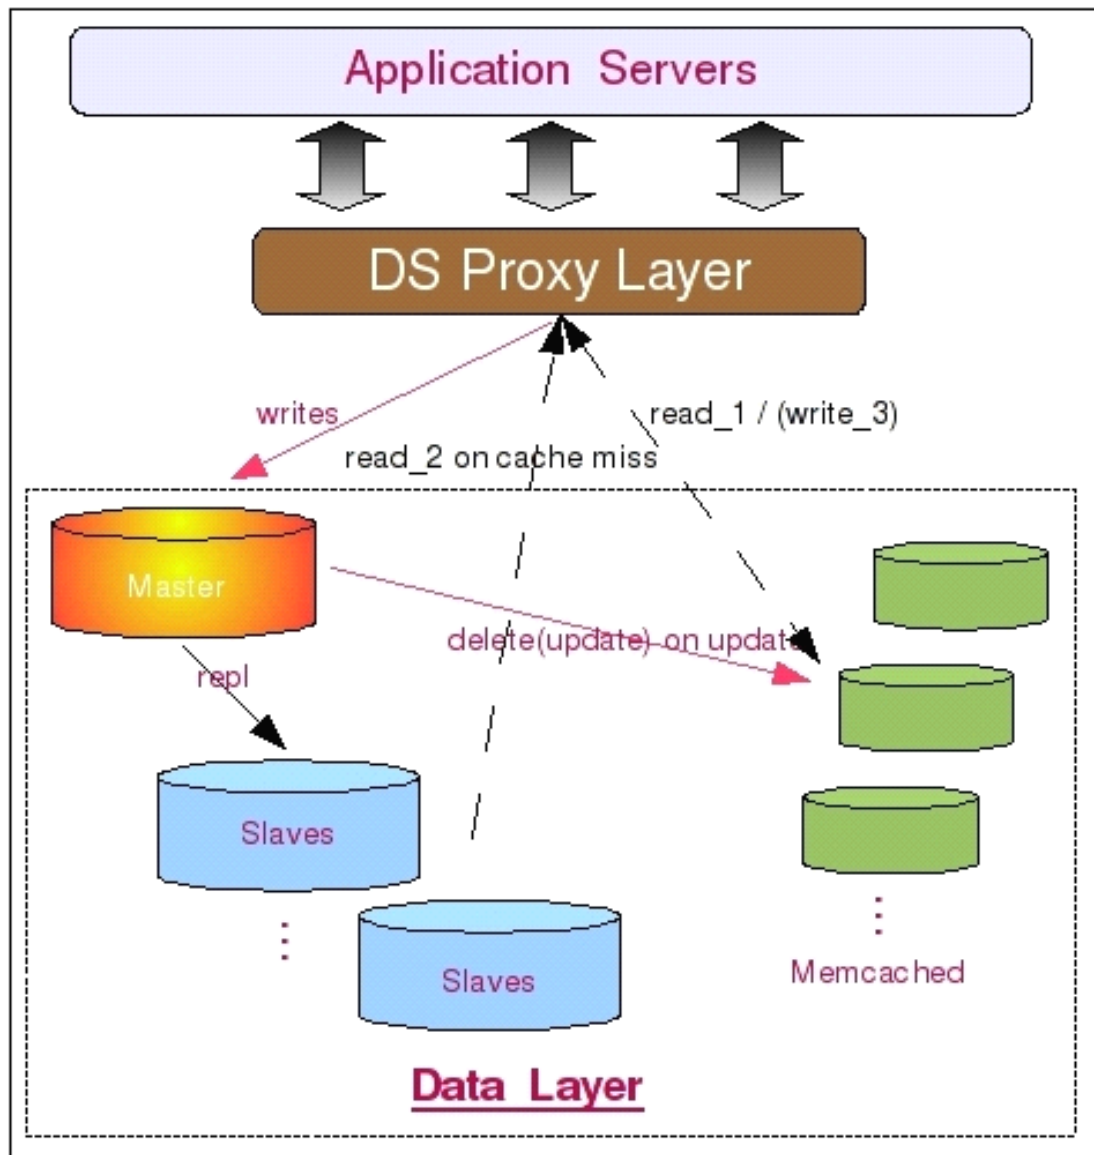 Application Servers
DS Proxy Layer
writes
read_1 / (write_3)
read_2 on cache miss
Master
delete(update) on update
repl
Slaves
Slaves
Memcached
Data Layer